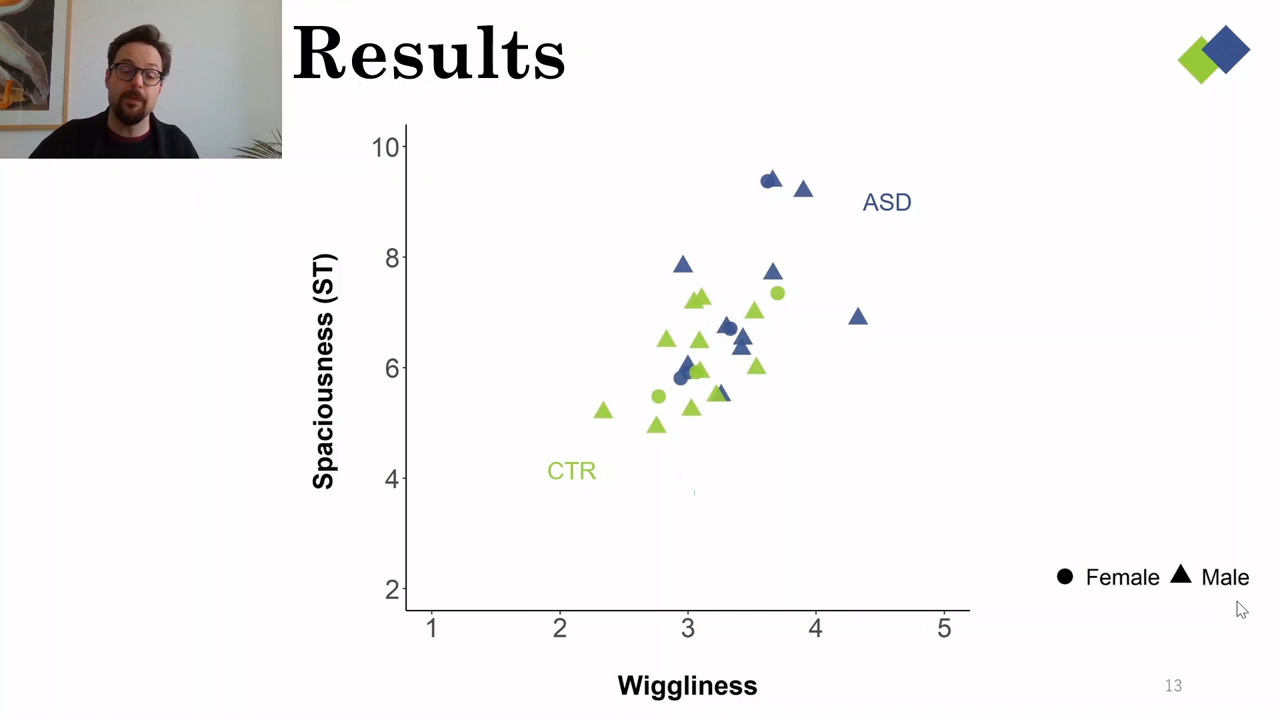 Results
10
8
6
4
2
Spaciousness (ST)
ASD
CTR
Female
Male
1 2 3 4 5
Wiggliness
13